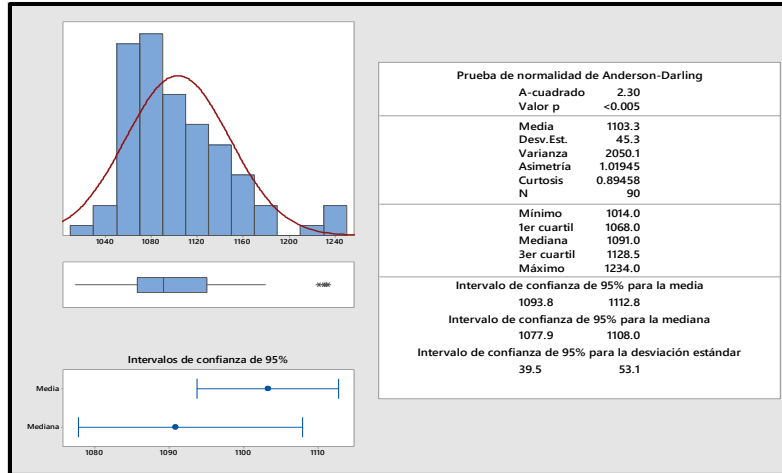 1040 1080 1120 1160 1200 1240
Intervalos de confianza de 95%
Media
Mediana
1080 1090 1100 1110
Prueba de normalidad de Anderson-Darling
A-cuadrado 2.30
Valor p <0.005
Media 1103.3
Desv.Est. 45.3
Varianza 2050.1
Asimetría 1.01945
Curtosis 0.89458
N 90
Mínimo 1014.0
1er cuartil 1068.0
Mediana 1091.0
3er cuartil 1128.5
Máximo 1234.0
Intervalo de confianza de 95% para la media
1093.8 1112.8
Intervalo de confianza de 95% para la mediana
1077.9 1108.0
Intervalo de confianza de 95% para la desviación estándar
39.5 53.1